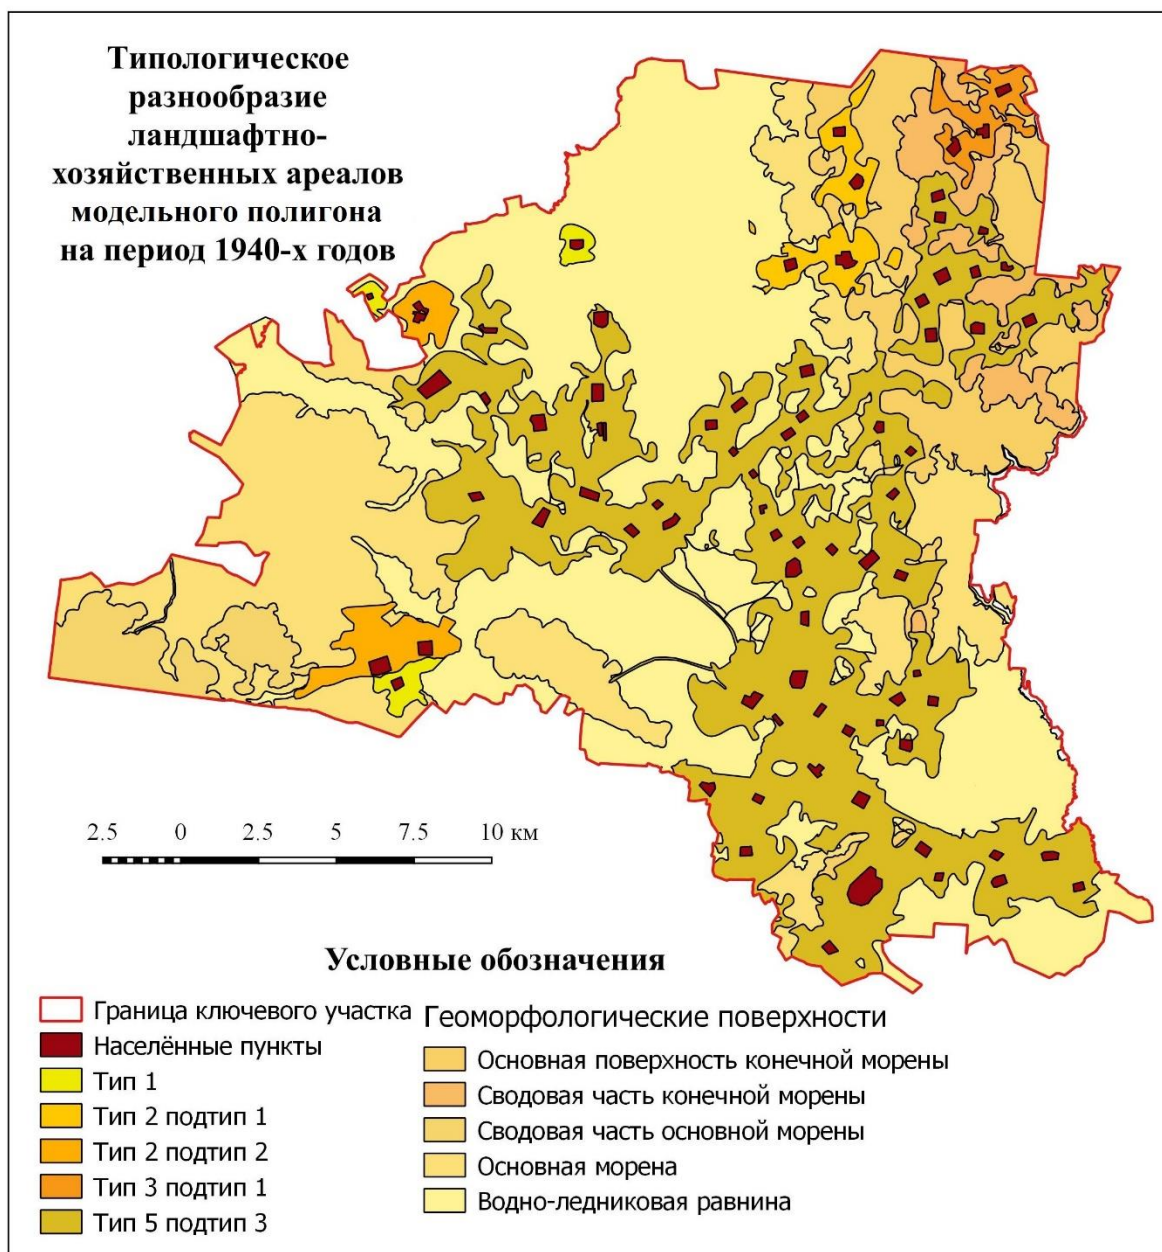 Типологическое
разнообразие
ландшафтно-
хозяйственных ареалов
модельного полигона
на период 1940-х годов
2.5 0 2.5 5 7.5 10 км
Условные обозначения
Граница ключевого участка
Населённые пункты
Тип 1
Тип 2 подтип 1
Тип 2 подтип 2
Тип 3 подтип 1
Тип 5 подтип 3
Геоморфологические поверхности
Основная поверхность конечной морены
Сводовая часть конечной морены
Сводовая часть основной морены
Основная морена
Водно-ледниковая равнина